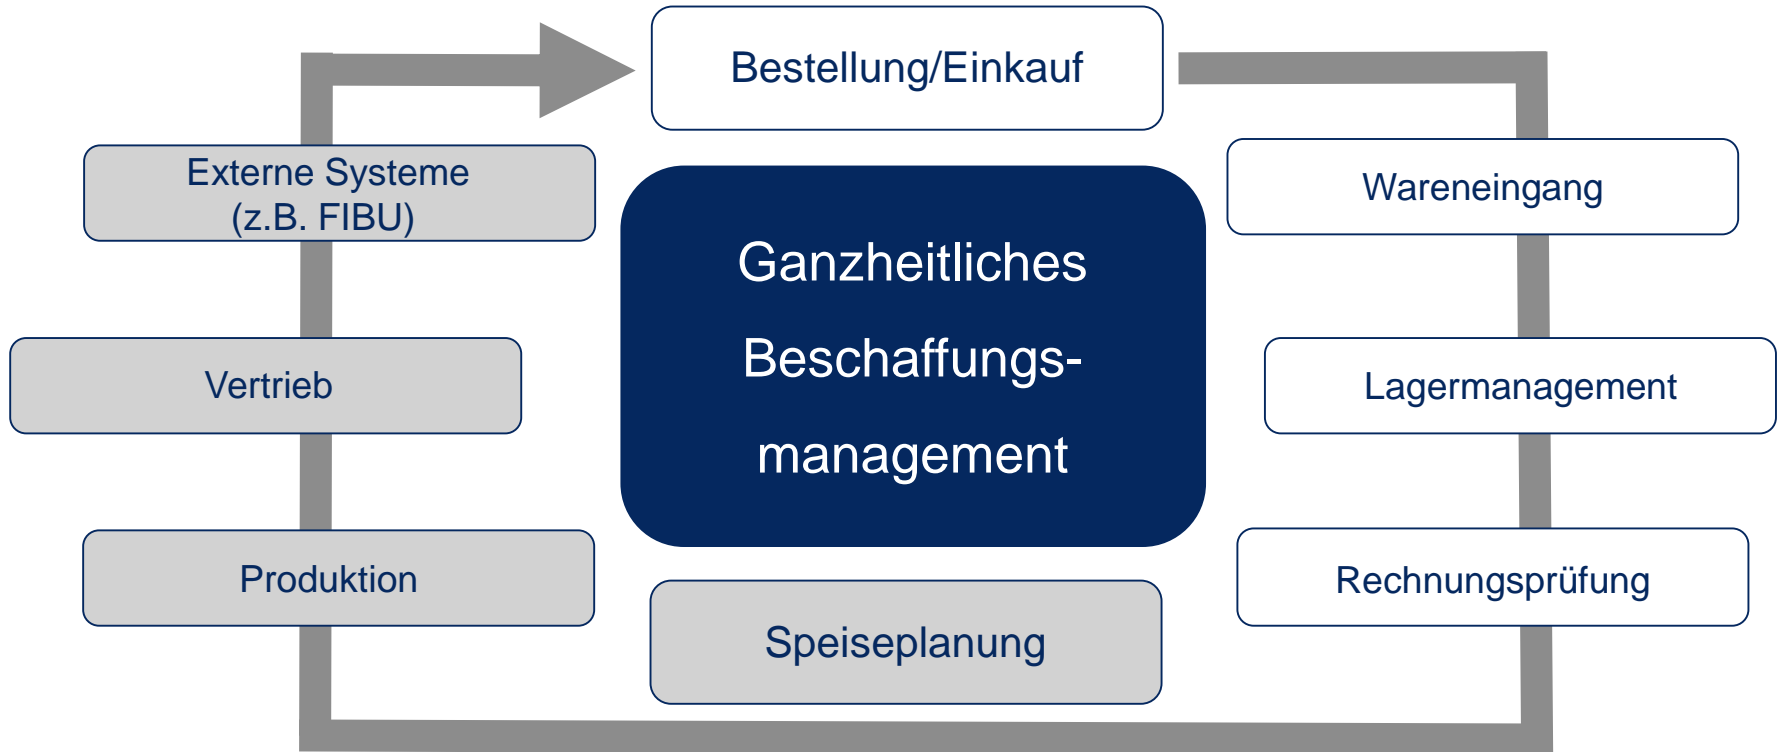 Bestellung/Einkauf
Externe Systeme
(z.B. FIBU)
Wareneingang
Ganzheitliches
Beschaffungs-
management
Vertrieb
Lagermanagement
Produktion
Rechnungsprüfung
Speiseplanung